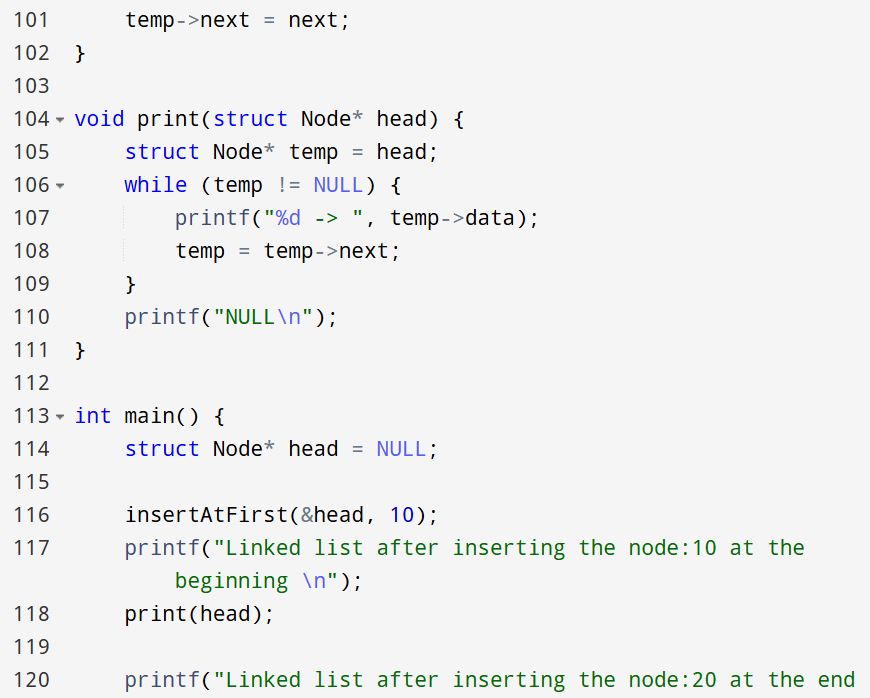 101     temp->next = next;
102 }
103
104 void print(struct Node* head) {
105     struct Node* temp = head;
106     while (temp != NULL) {
107         printf("%d -> ", temp->data);
108         temp = temp->next;
109     }
110     printf("NULL\n");
111 }
112
113 int main() {
114     struct Node* head = NULL;
115
116     insertAtFirst(&head, 10);
117     printf("Linked list after inserting the node:10 at the
        beginning \n");
118     print(head);
119
120     printf("Linked list after inserting the node:20 at the end